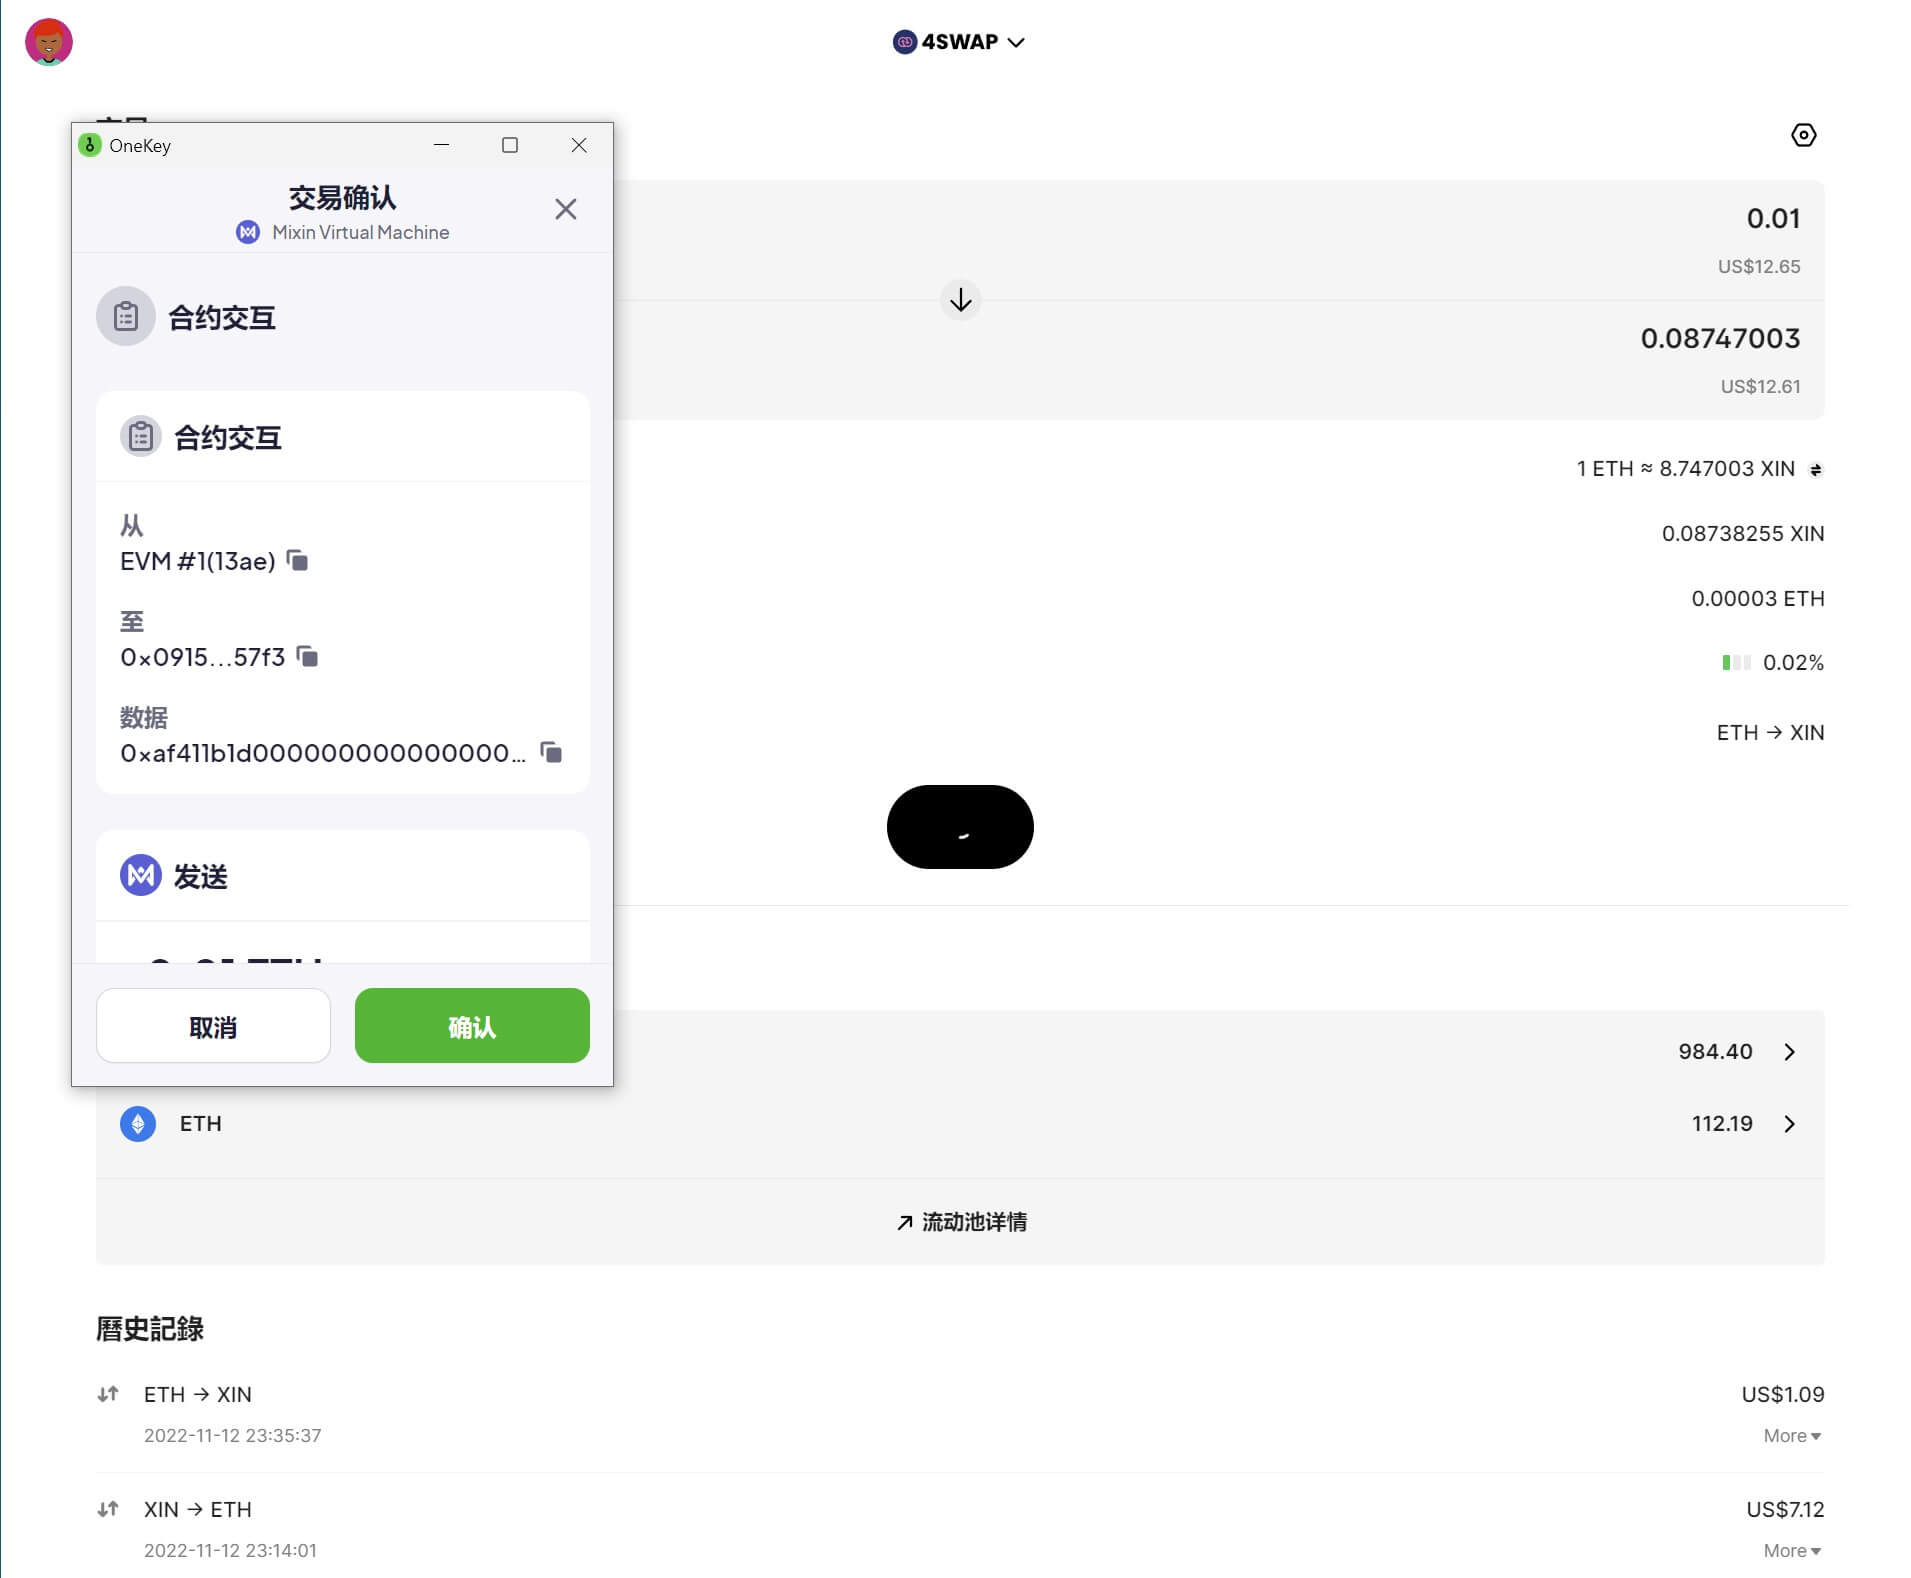 4SWAP
OneKey
交易确认
Mixin Virtual Machine
合约交互
合约交互
从
EVM #1(13ae)
至
0x0915...57f3
数据
0xaf411b1d000000000000000...
发送
取消
确认
0.01
US$12.65
0.08747003
US$12.61
1 ETH ≈ 8.747003 XIN
0.08738255 XIN
0.00003 ETH
0.02%
ETH → XIN
984.40
ETH
112.19
流动池详情
曆史記錄
ETH → XIN
US$1.09
2022-11-12 23:35:37
More
XIN → ETH
US$7.12
2022-11-12 23:14:01
More